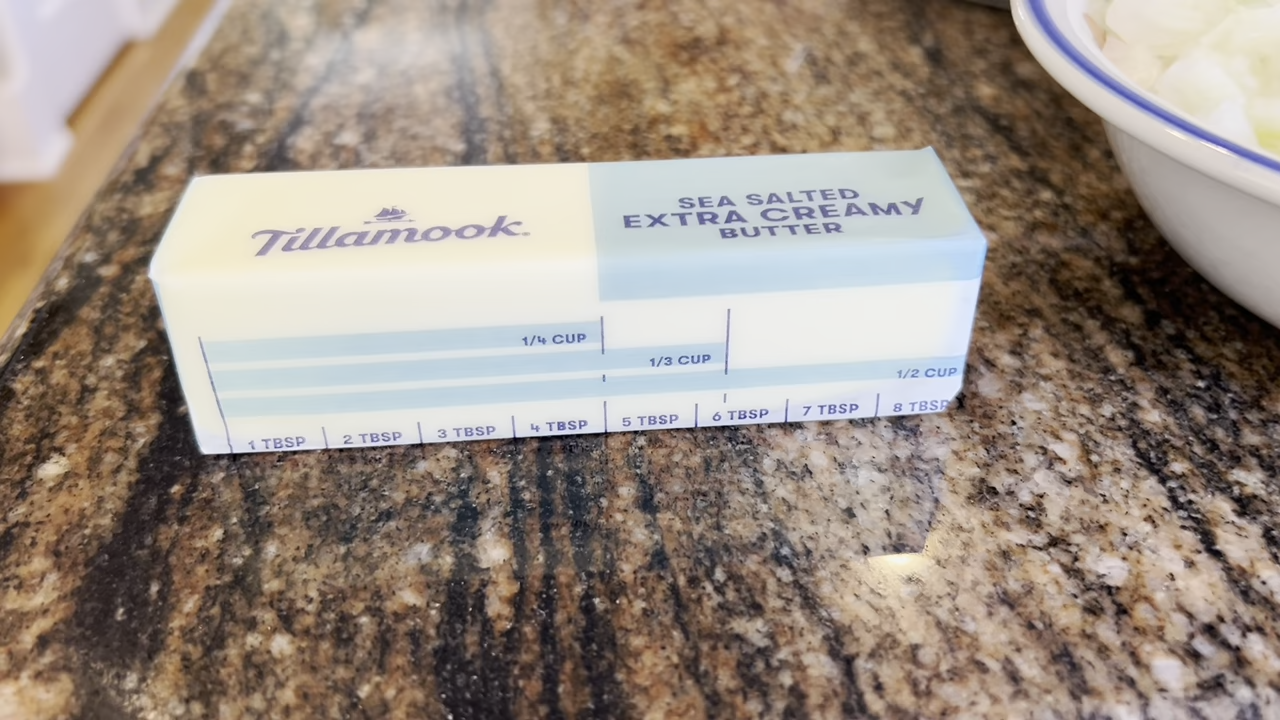 Tillamook
SEA SALTED
EXTRA CREAMY
BUTTER
1/4 CUP
1/3 CUP
1/2 CUP
1 TBSP 2 TBSP 3 TBSP 4 TBSP 5 TBSP 6 TBSP 7 TBSP 8 TBSP